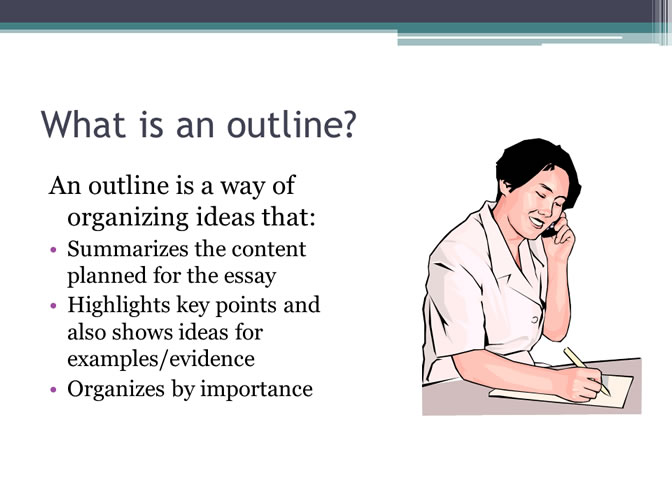 What is an outline?
An outline is a way of
organizing ideas that:
• Summarizes the content
planned for the essay
• Highlights key points and
also shows ideas for
examples/evidence
• Organizes by importance